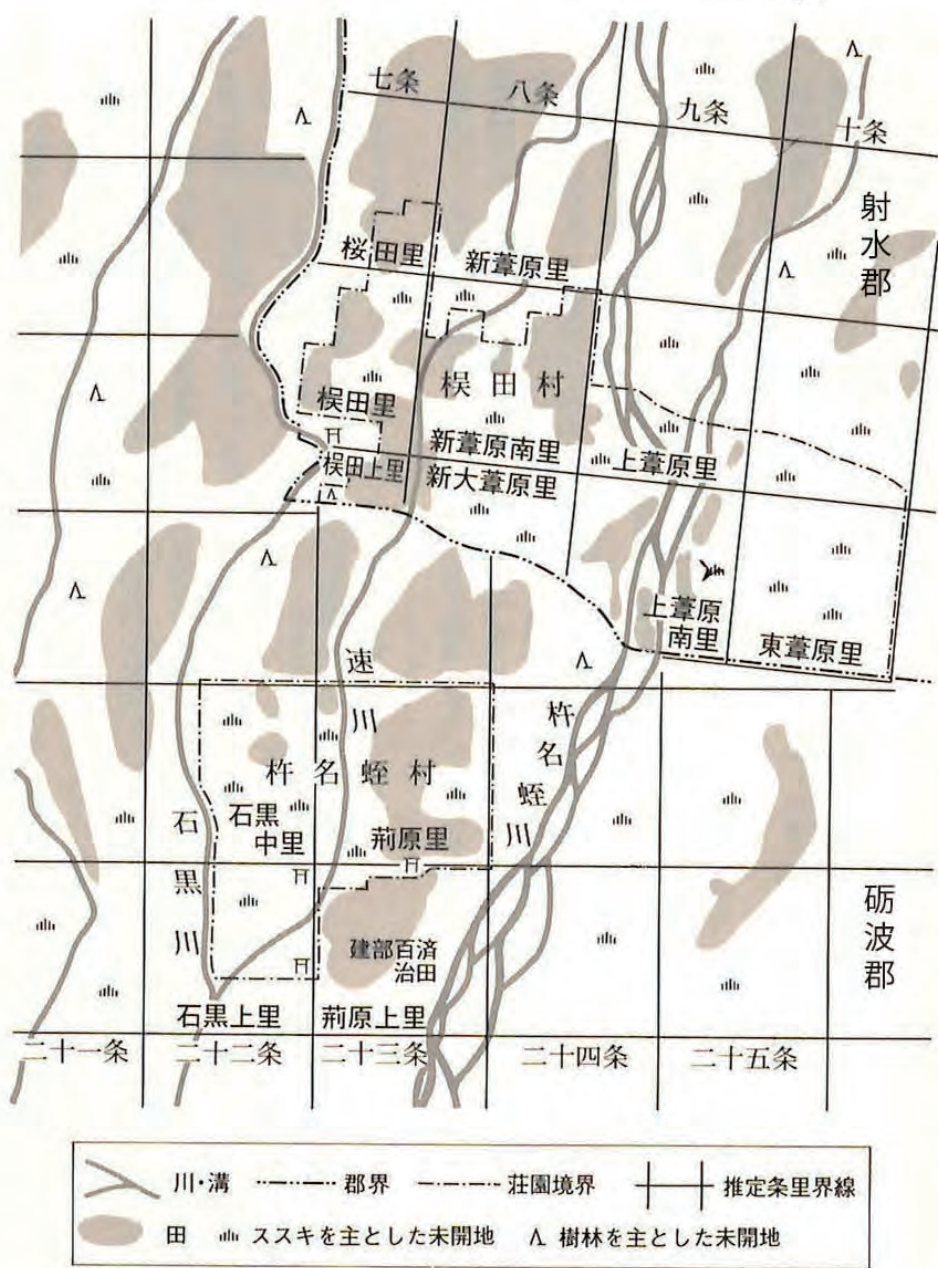 七条
八条
九条
十条
射水郡
桜田里
新葦原里
楔田村
楔田里
新葦原南里
上葦原里
楔田上里
新大葦原里
上葦原
南里
東葦原里
速川
杵名蛭村
杵名蛭川
石黒
中里
荊原里
石黒川
建部百済
治田
砺波郡
石黒上里
荊原上里
二十一条
二十二条
二十三条
二十四条
二十五条
川・溝
郡界
荘園境界
推定条里界線
田
ススキを主とした未開地
樹林を主とした未開地